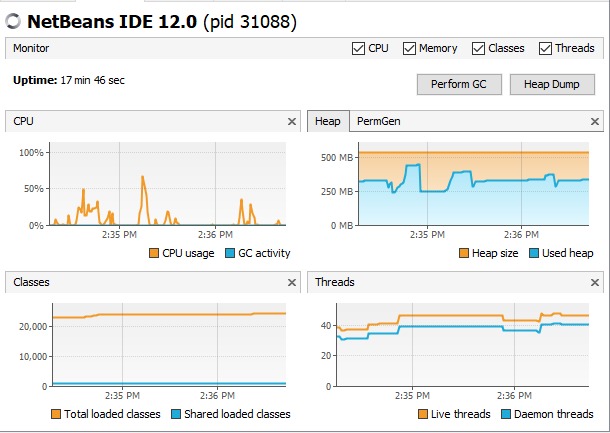 NetBeans IDE 12.0 (pid 31088)
Monitor CPU Memory Classes Threads
Uptime: 17 min 46 sec Perform GC Heap Dump
CPU
100%
50%
0%
2:35 PM 2:36 PM
CPU usage GC activity
Heap PermGen
500 MB
250 MB
0 MB
2:35 PM 2:36 PM
Heap size Used heap
Classes
20,000
10,000
0
2:35 PM 2:36 PM
Total loaded classes Shared loaded classes
Threads
40
20
0
2:35 PM 2:36 PM
Live threads Daemon threads